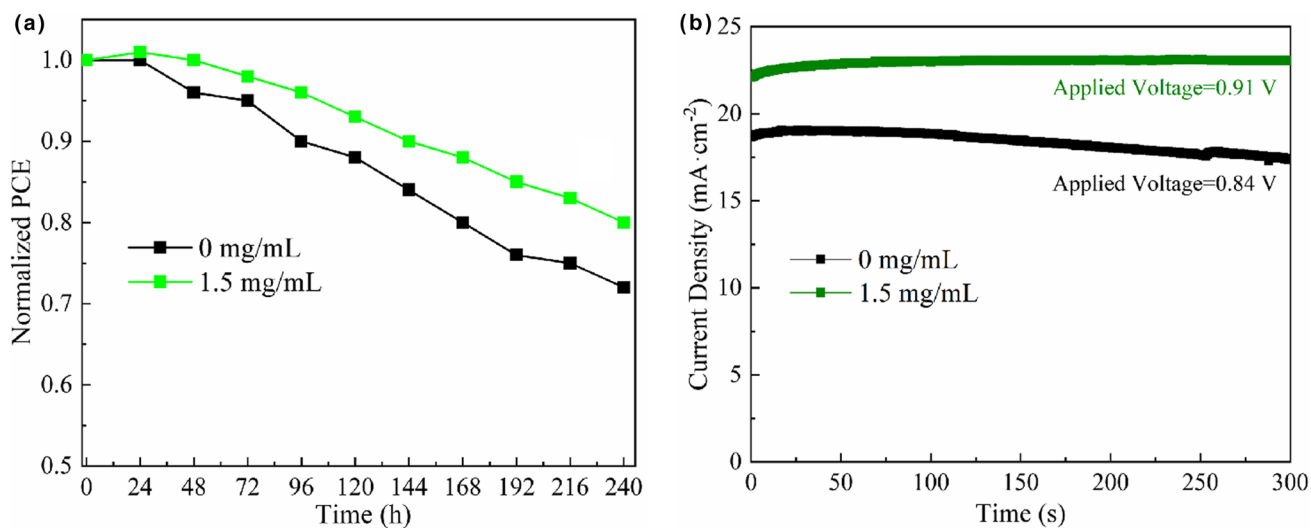 (a)
1.0
0.9
0.8
0.7
0.6
0.5
Normalized PCE
0 mg/mL
1.5 mg/mL
0 24 48 72 96 120 144 168 192 216 240
Time (h)
(b)
25
20
15
10
5
0
Current Density (mA·cm⁻²)
Applied Voltage=0.91 V
Applied Voltage=0.84 V
0 mg/mL
1.5 mg/mL
0 50 100 150 200 250 300
Time (s)